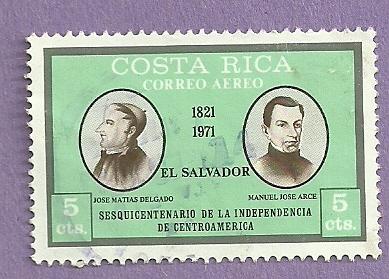 COSTA RICA
CORREO AEREO
1821
1971
EL SALVADOR
JOSE MATIAS DELGADO
MANUEL JOSE ARCE
5 cts.
SESQUICENTENARIO DE LA INDEPENDENCIA
DE CENTROAMERICA
5 cts.